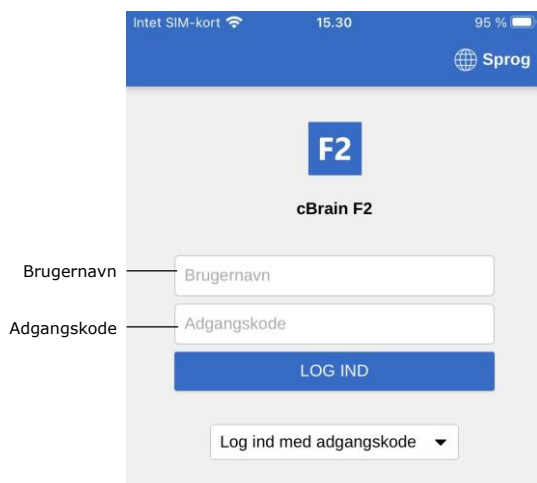 Intet SIM-kort 15.30 95 %
Sprog
F2
cBrain F2
Brugernavn Brugernavn
Adgangskode Adgangskode
LOG IND
Log ind med adgangskode